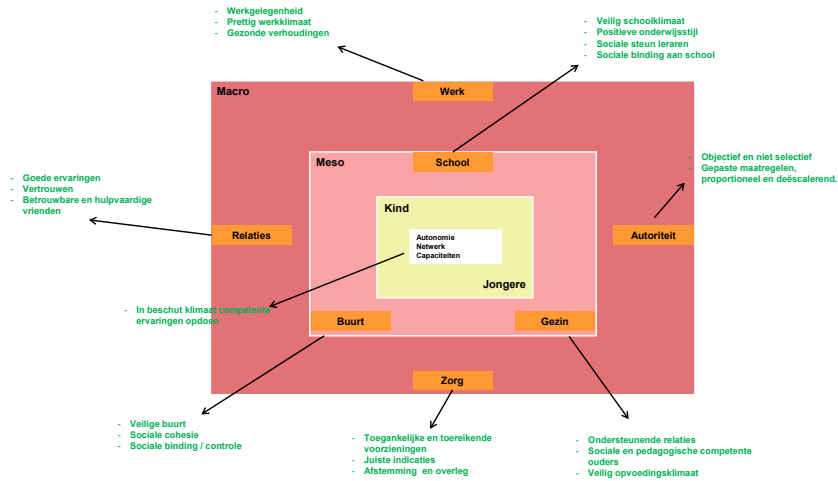 - Werkgelegenheid
- Prettig werkklimaat
- Gezonde verhoudingen
- Veilig schoolklimaat
- Positieve onderwijsstijl
- Sociale steun leraren
- Sociale binding aan school
Macro
Werk
Meso
School
- Objectief en niet selectief
- Gepaste maatregelen,
proportioneel en deëscalerend.
- Goede ervaringen
- Vertrouwen
- Betrouwbare en hulpvaardige
vrienden
Kind
Autonomie
Netwerk
Capaciteiten
Jongere
Relaties
Autoriteit
- In beschut klimaat competente
ervaringen opdoen
Buurt
Gezin
Zorg
- Veilige buurt
- Sociale cohesie
- Sociale binding / controle
- Toegankelijke en toereikende
voorzieningen
- Juiste indicaties
- Afstemming en overleg
- Ondersteunende relaties
- Sociale en pedagogische competente
ouders
- Veilig opvoedingsklimaat